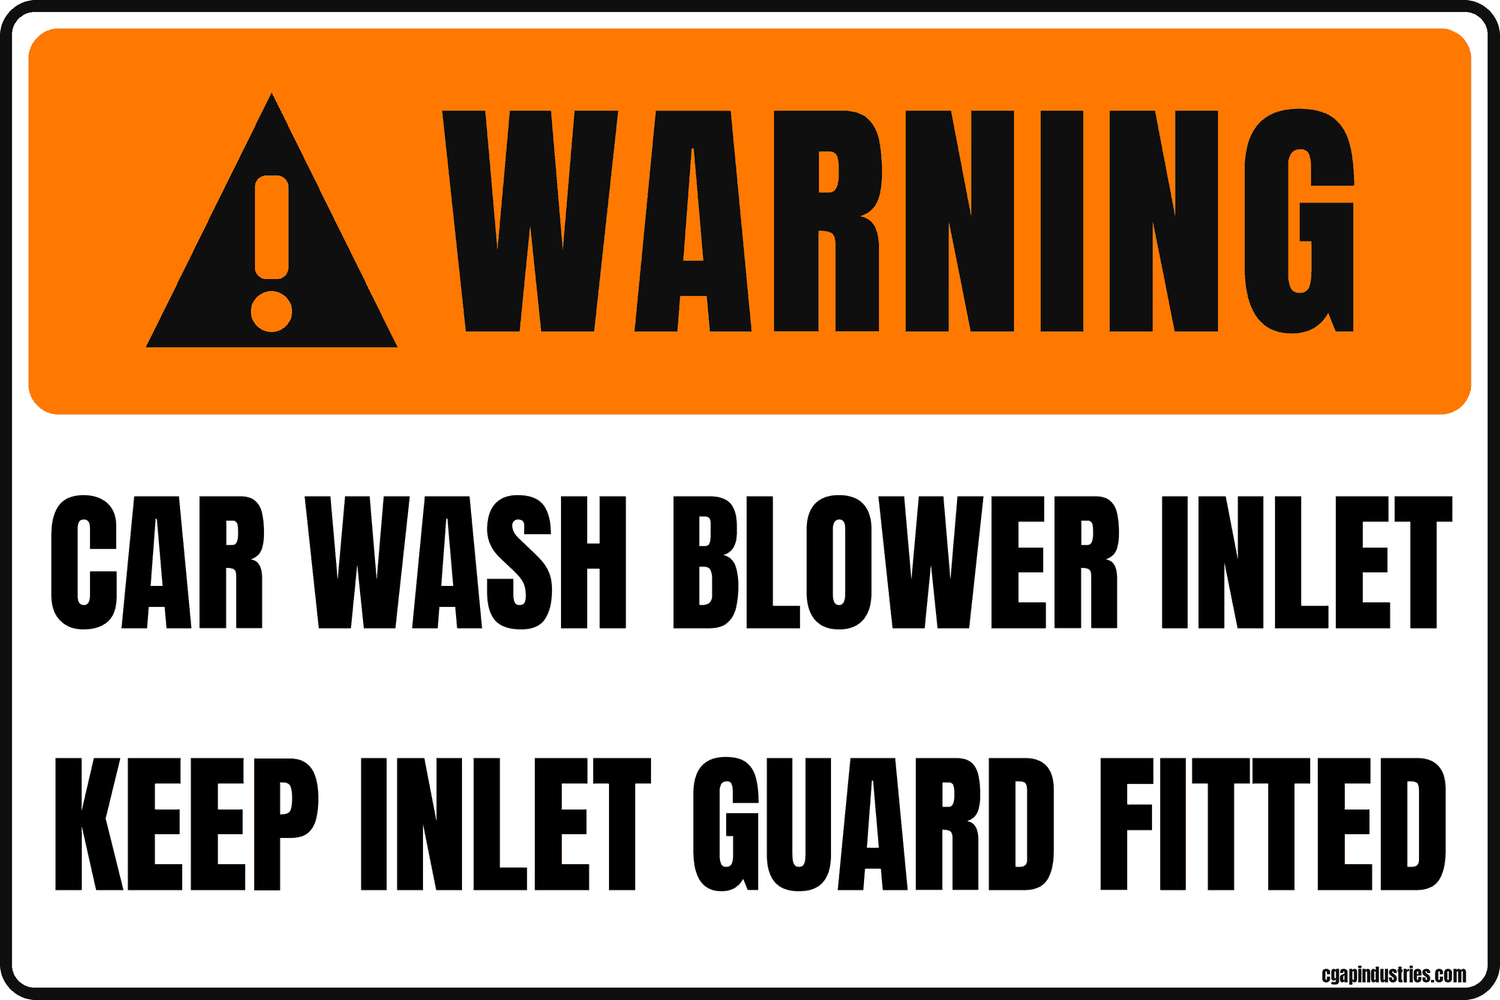 WARNING
CAR WASH BLOWER INLET
KEEP INLET GUARD FITTED
cgapindustries.com